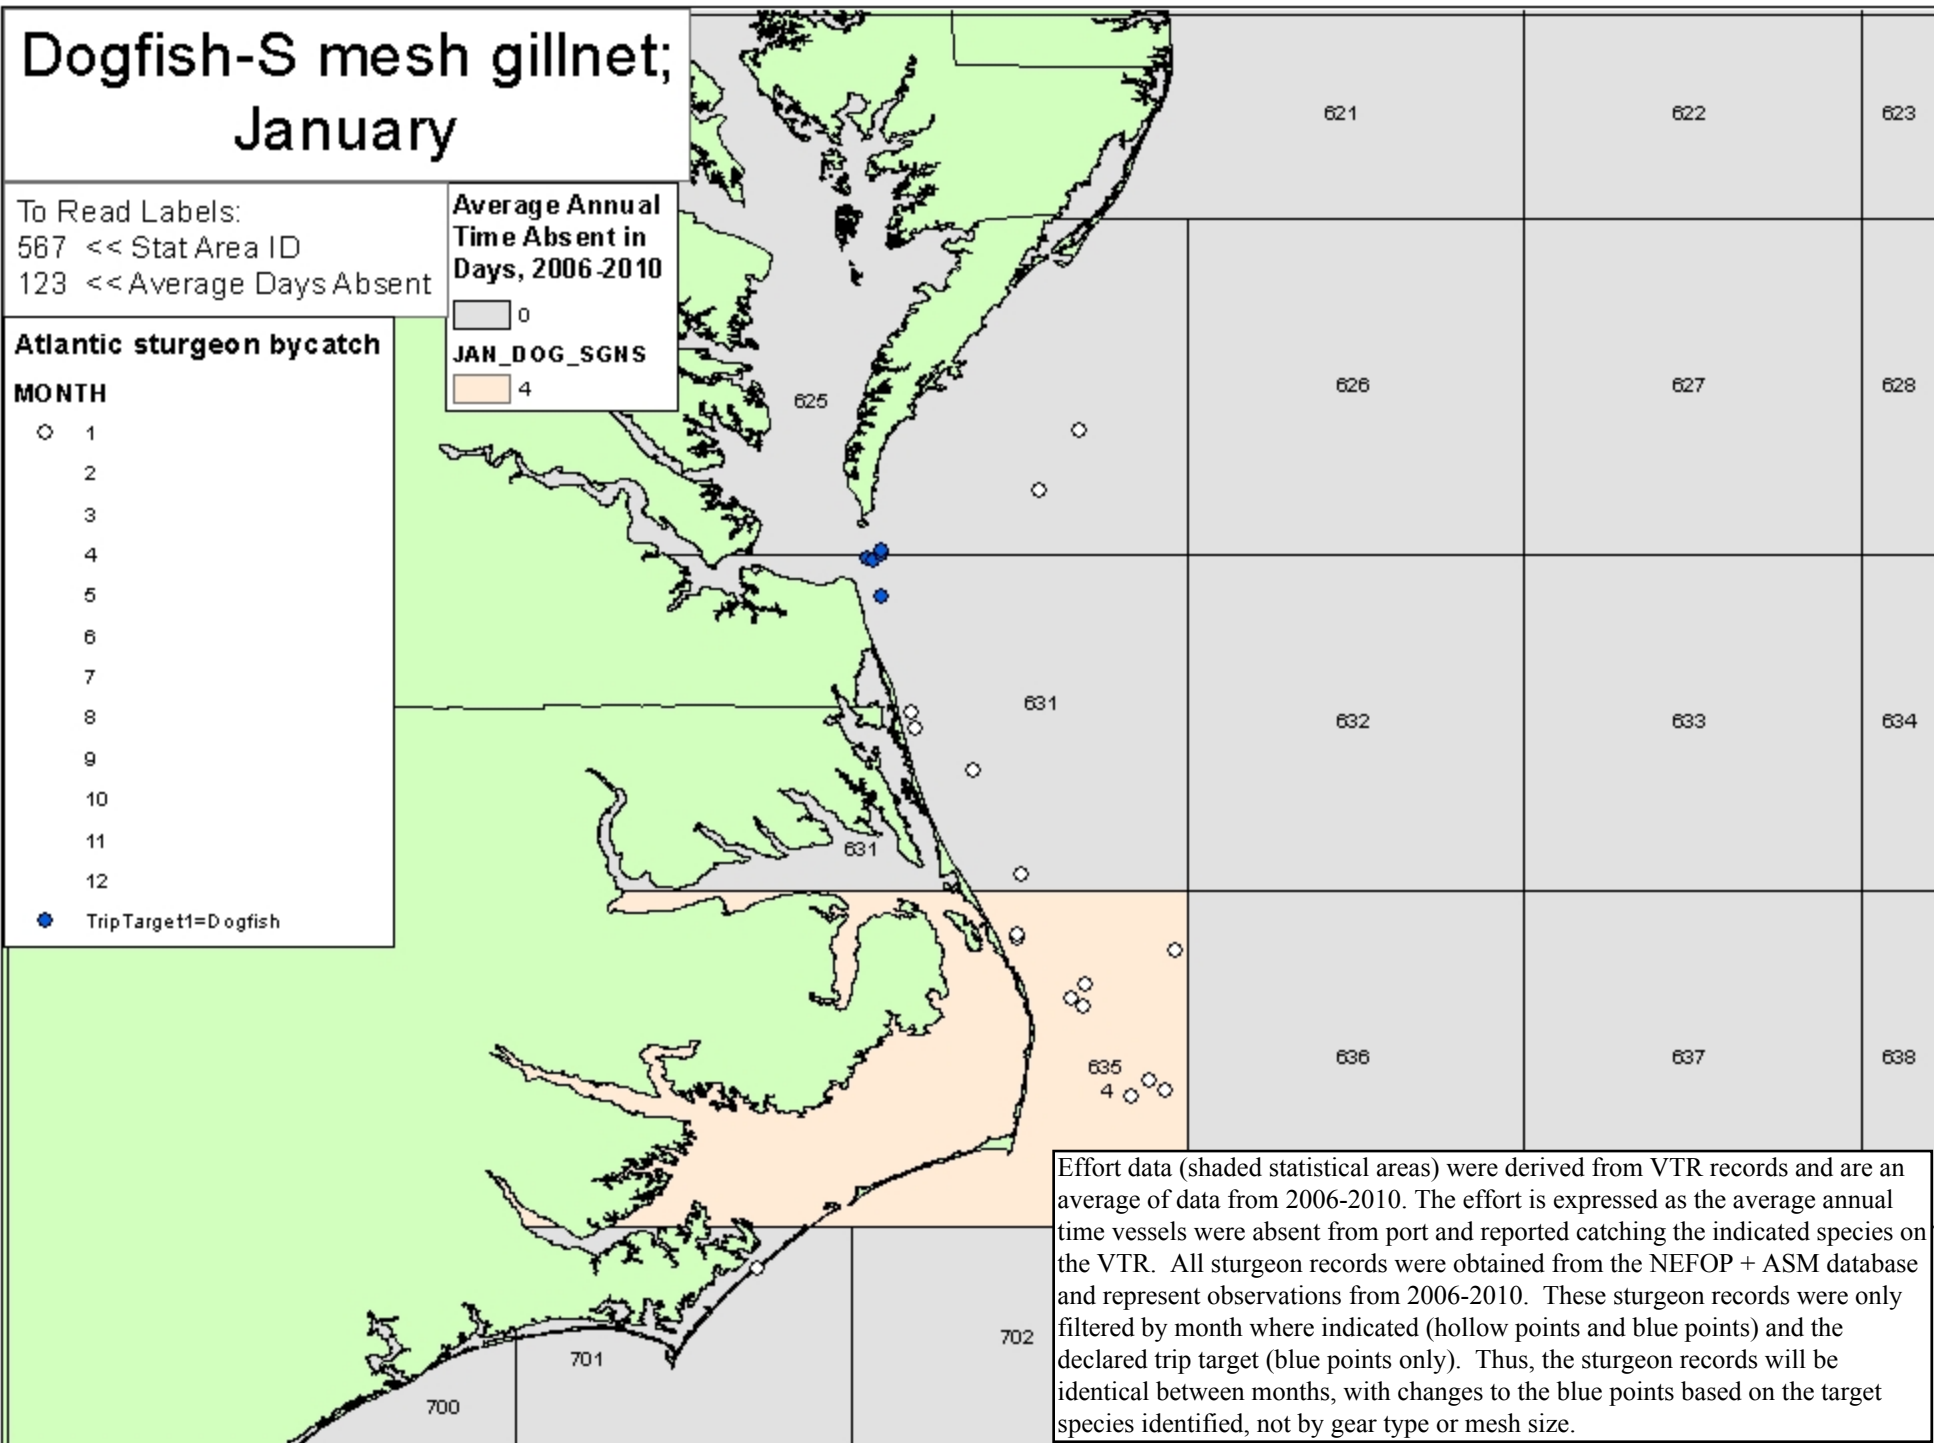 Dogfish-S mesh gillnet;
January
To Read Labels:
567 << Stat Area ID
123 << Average Days Absent
Average Annual
Time Absent in
Days, 2006-2010
0
JAN_DOG_SGNS
4
Atlantic sturgeon bycatch
MONTH
1
2
3
4
5
6
7
8
9
10
11
12
TripTarget1=Dogfish
621
622
623
625
626
627
628
631
632
633
634
631
635
4
636
637
638
700
701
702
Effort data (shaded statistical areas) were derived from VTR records and are an
average of data from 2006-2010. The effort is expressed as the average annual
time vessels were absent from port and reported catching the indicated species on
the VTR. All sturgeon records were obtained from the NEFOP + ASM database
and represent observations from 2006-2010. These sturgeon records were only
filtered by month where indicated (hollow points and blue points) and the
declared trip target (blue points only). Thus, the sturgeon records will be
identical between months, with changes to the blue points based on the target
species identified, not by gear type or mesh size.